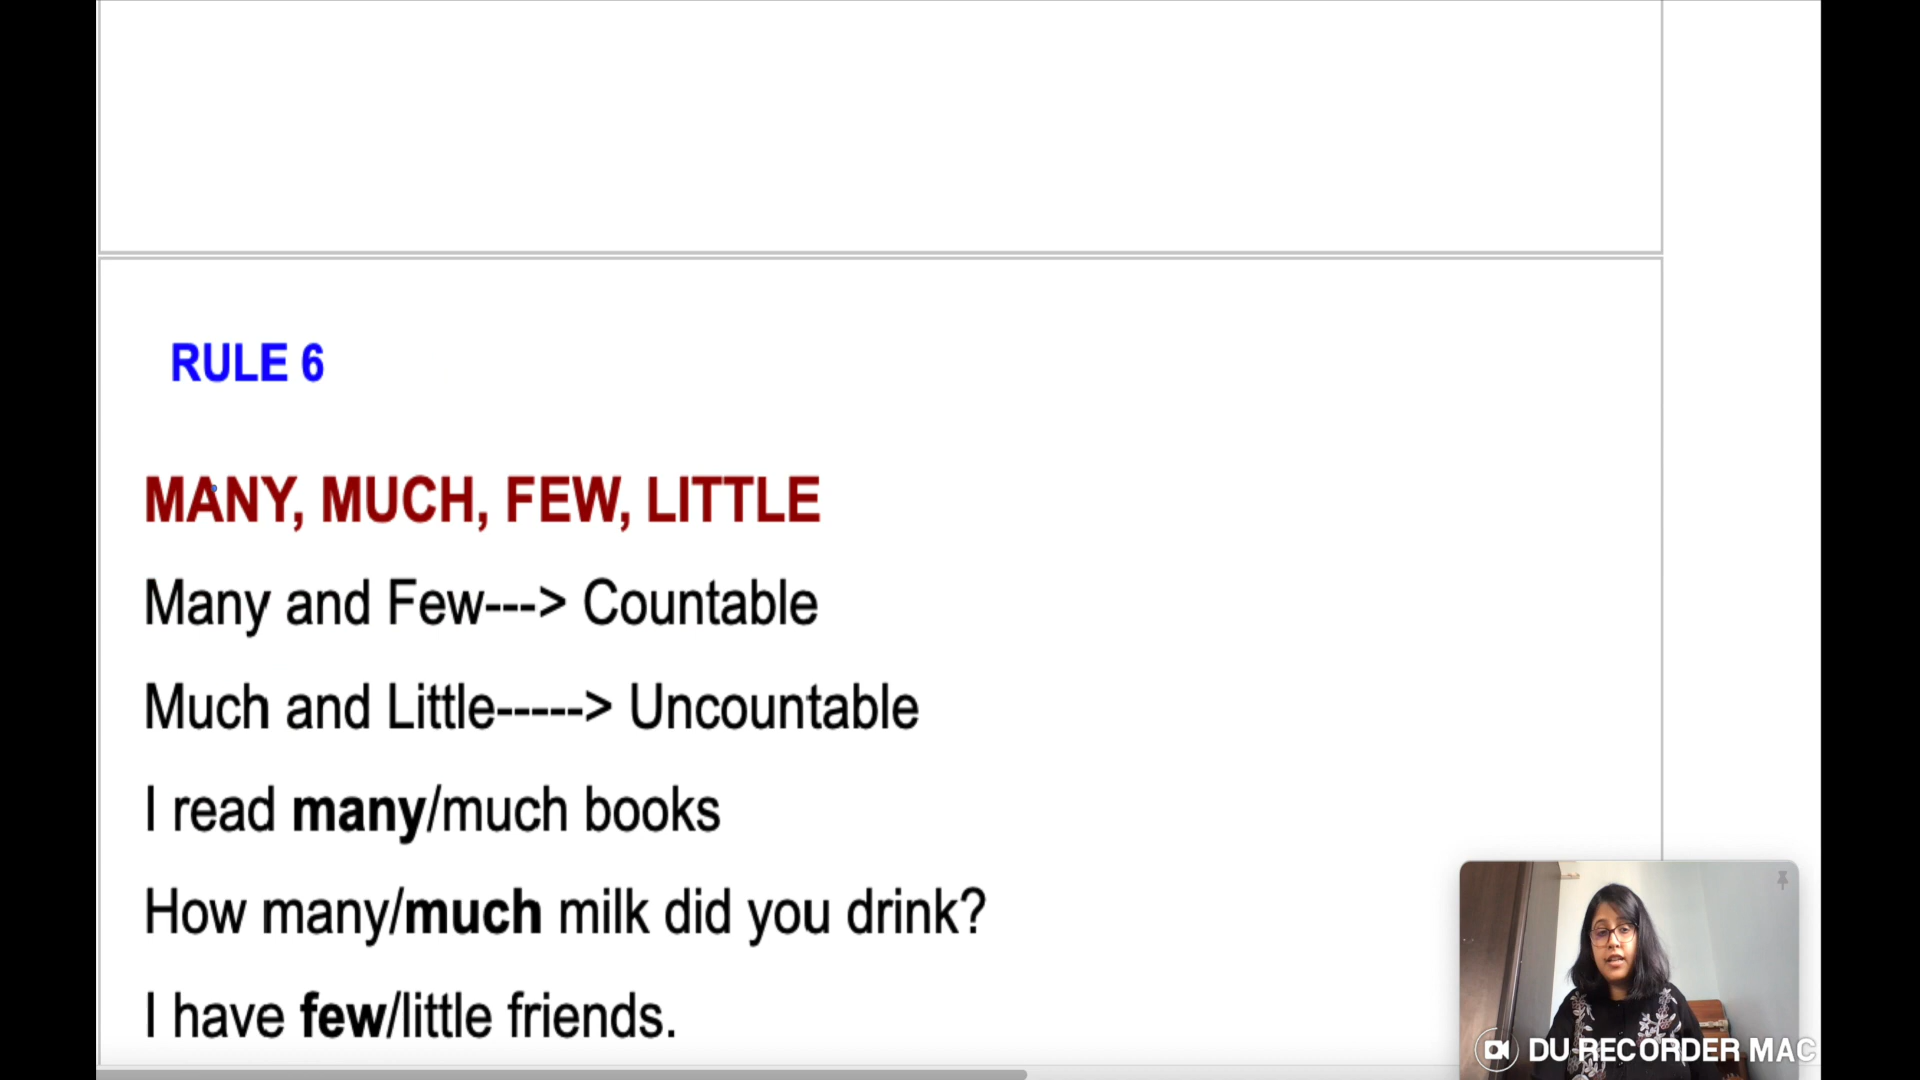 RULE 6
MANY, MUCH, FEW, LITTLE
Many and Few---> Countable
Much and Little-----> Uncountable
I read many/much books
How many/much milk did you drink?
I have few/little friends.
DU RECORDER MAC